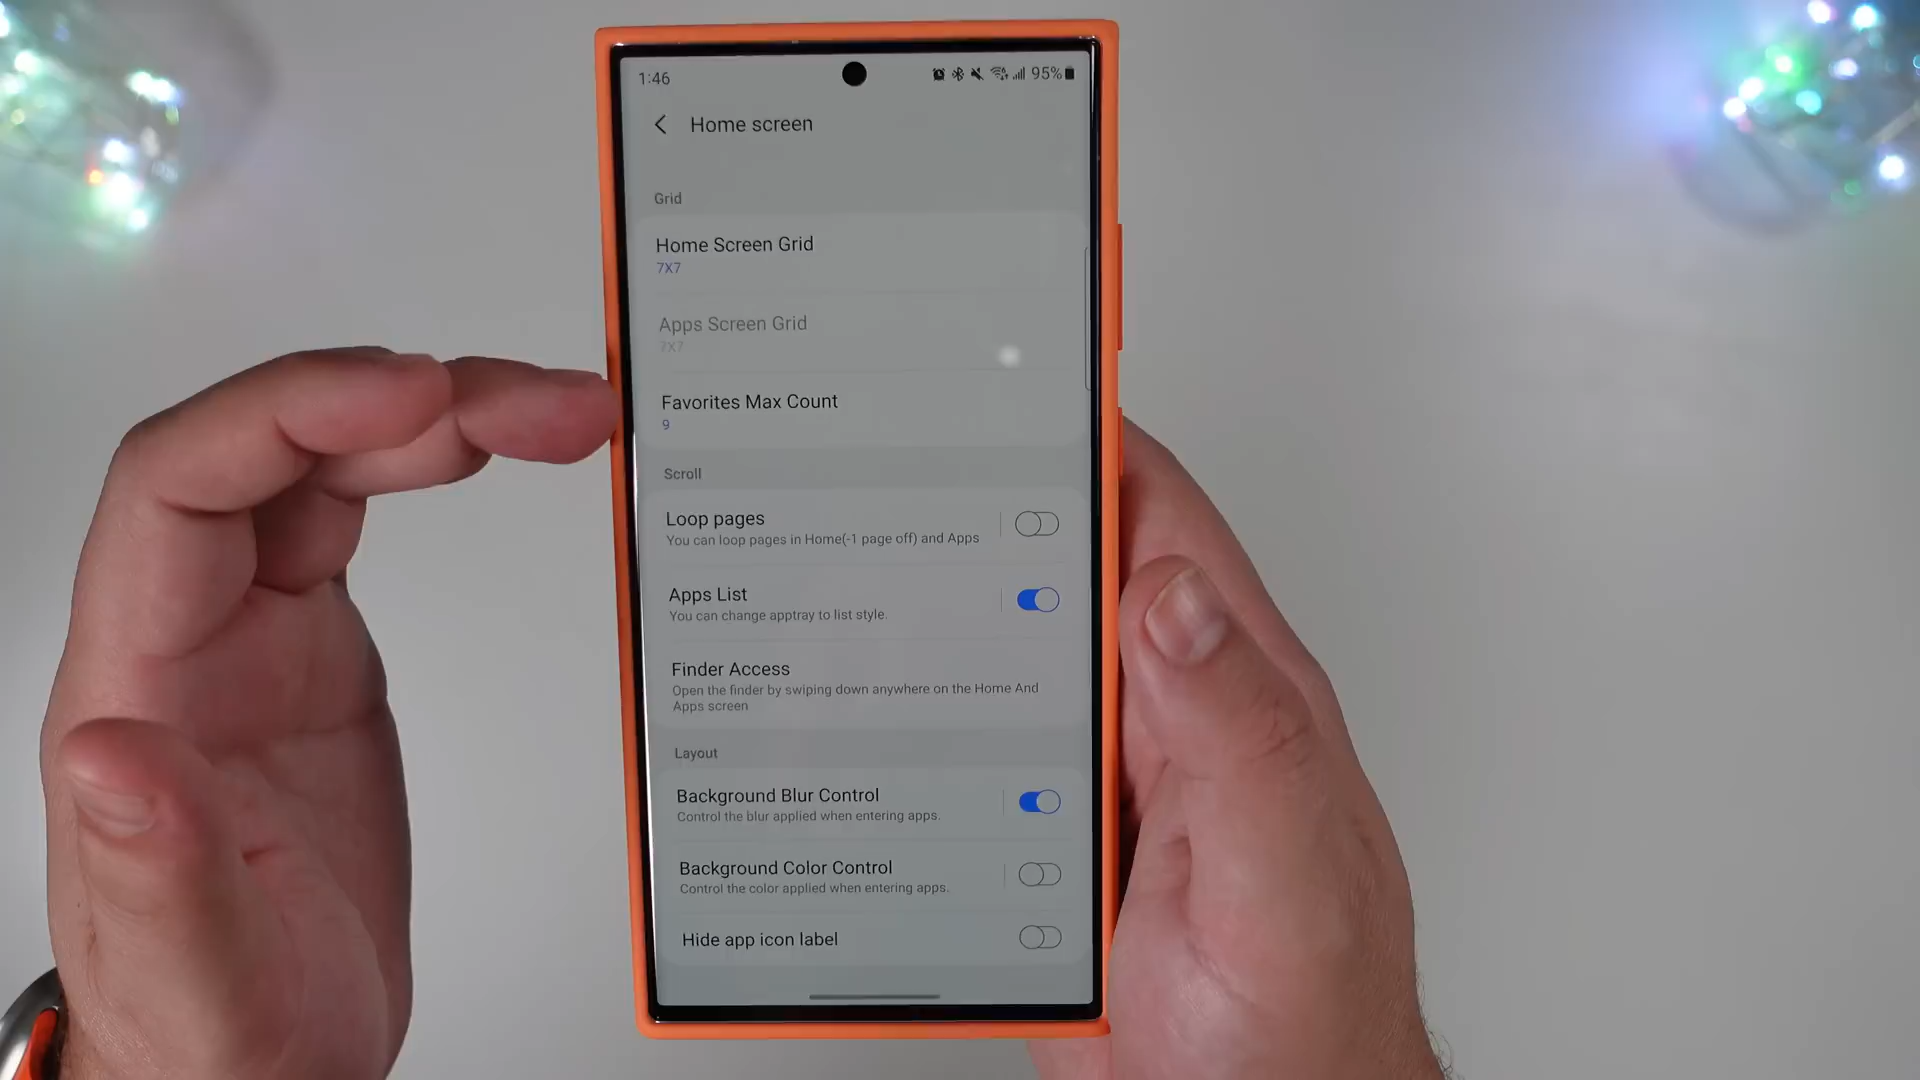 1:46
95%
Home screen
Grid
Home Screen Grid
7X7
Apps Screen Grid
7X7
Favorites Max Count
9
Scroll
Loop pages
You can loop pages in Home(-1 page off) and Apps
Apps List
You can change apptray to list style.
Finder Access
Open the finder by swiping down anywhere on the Home And
Apps screen
Layout
Background Blur Control
Control the blur applied when entering apps.
Background Color Control
Control the color applied when entering apps.
Hide app icon label